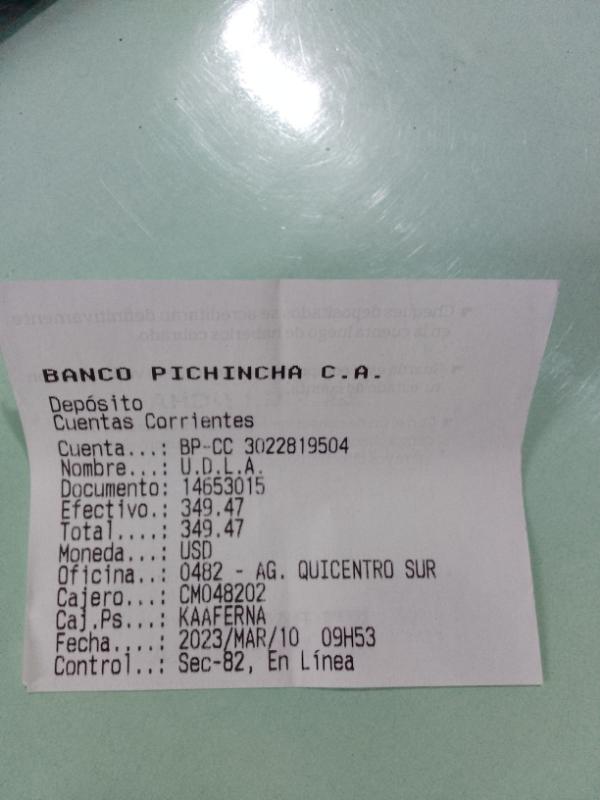 BANCO PICHINCHA C.A.
Depósito
Cuentas Corrientes
Cuenta...: BP-CC 3022819504
Nombre...: U.D.L.A.
Documento: 14653015
Efectivo.: 349.47
Total....: 349.47
Moneda...: USD
Oficina..: 0482 - AG. QUICENTRO SUR
Cajero...: CM048202
Caj.Ps...: KAAFERNA
Fecha....: 2023/MAR/10 09H53
Control..: Sec-82, En Línea